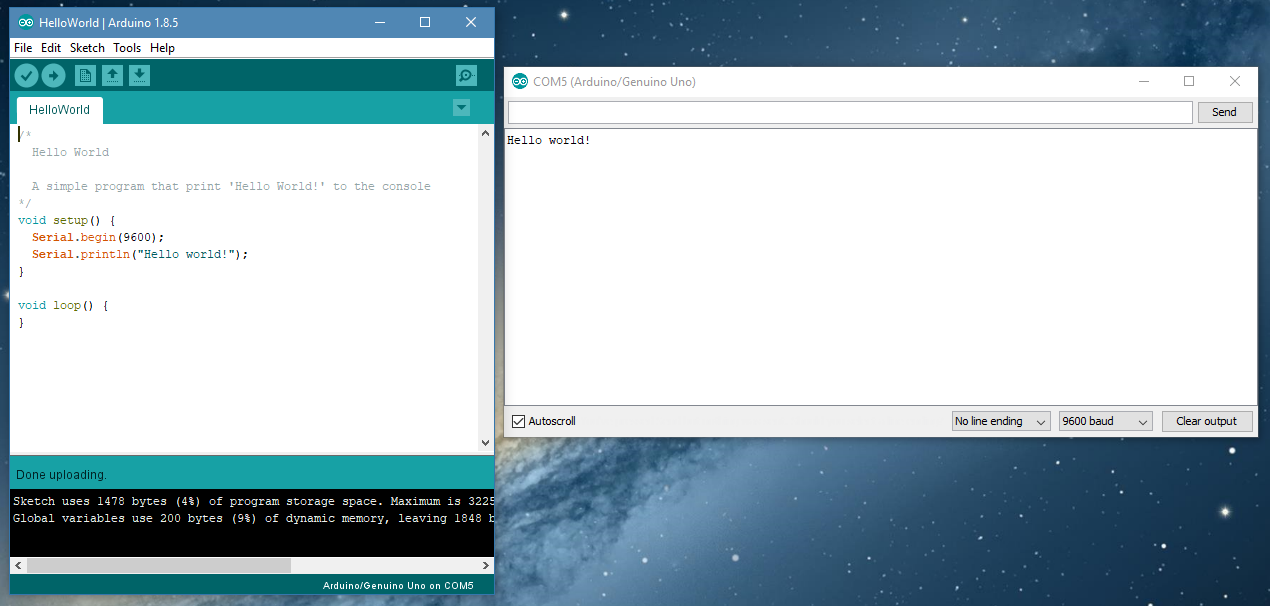 HelloWorld | Arduino 1.8.5
File Edit Sketch Tools Help
HelloWorld
/*
Hello World
A simple program that print 'Hello World!' to the console
*/
void setup() {
Serial.begin(9600);
Serial.println("Hello world!");
}
void loop() {
}
Done uploading.
Sketch uses 1478 bytes (4%) of program storage space. Maximum is 3225
Global variables use 200 bytes (9%) of dynamic memory, leaving 1848 b
Arduino/Genuino Uno on COM5
COM5 (Arduino/Genuino Uno)
Send
Hello world!
Autoscroll
No line ending
9600 baud
Clear output